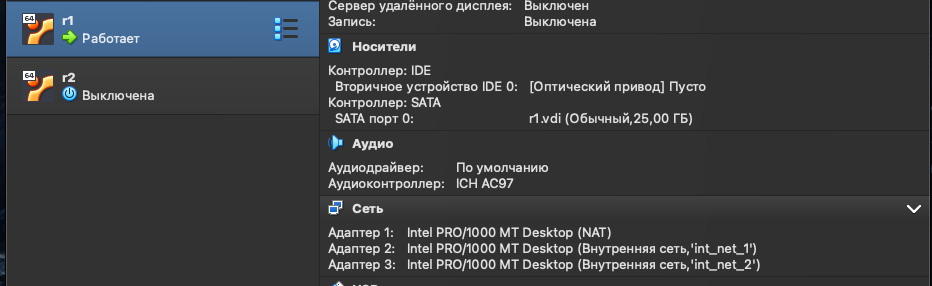 64
r1
Работает
64
r2
Выключена
Сервер удалённого дисплея: Выключен
Запись: Выключена
Носители
Контроллер: IDE
Вторичное устройство IDE 0: [Оптический привод] Пусто
Контроллер: SATA
SATA порт 0: r1.vdi (Обычный,25,00 ГБ)
Аудио
Аудиодрайвер: По умолчанию
Аудиоконтроллер: ICH AC97
Сеть
Адаптер 1: Intel PRO/1000 MT Desktop (NAT)
Адаптер 2: Intel PRO/1000 MT Desktop (Внутренняя сеть,'int_net_1')
Адаптер 3: Intel PRO/1000 MT Desktop (Внутренняя сеть,'int_net_2')